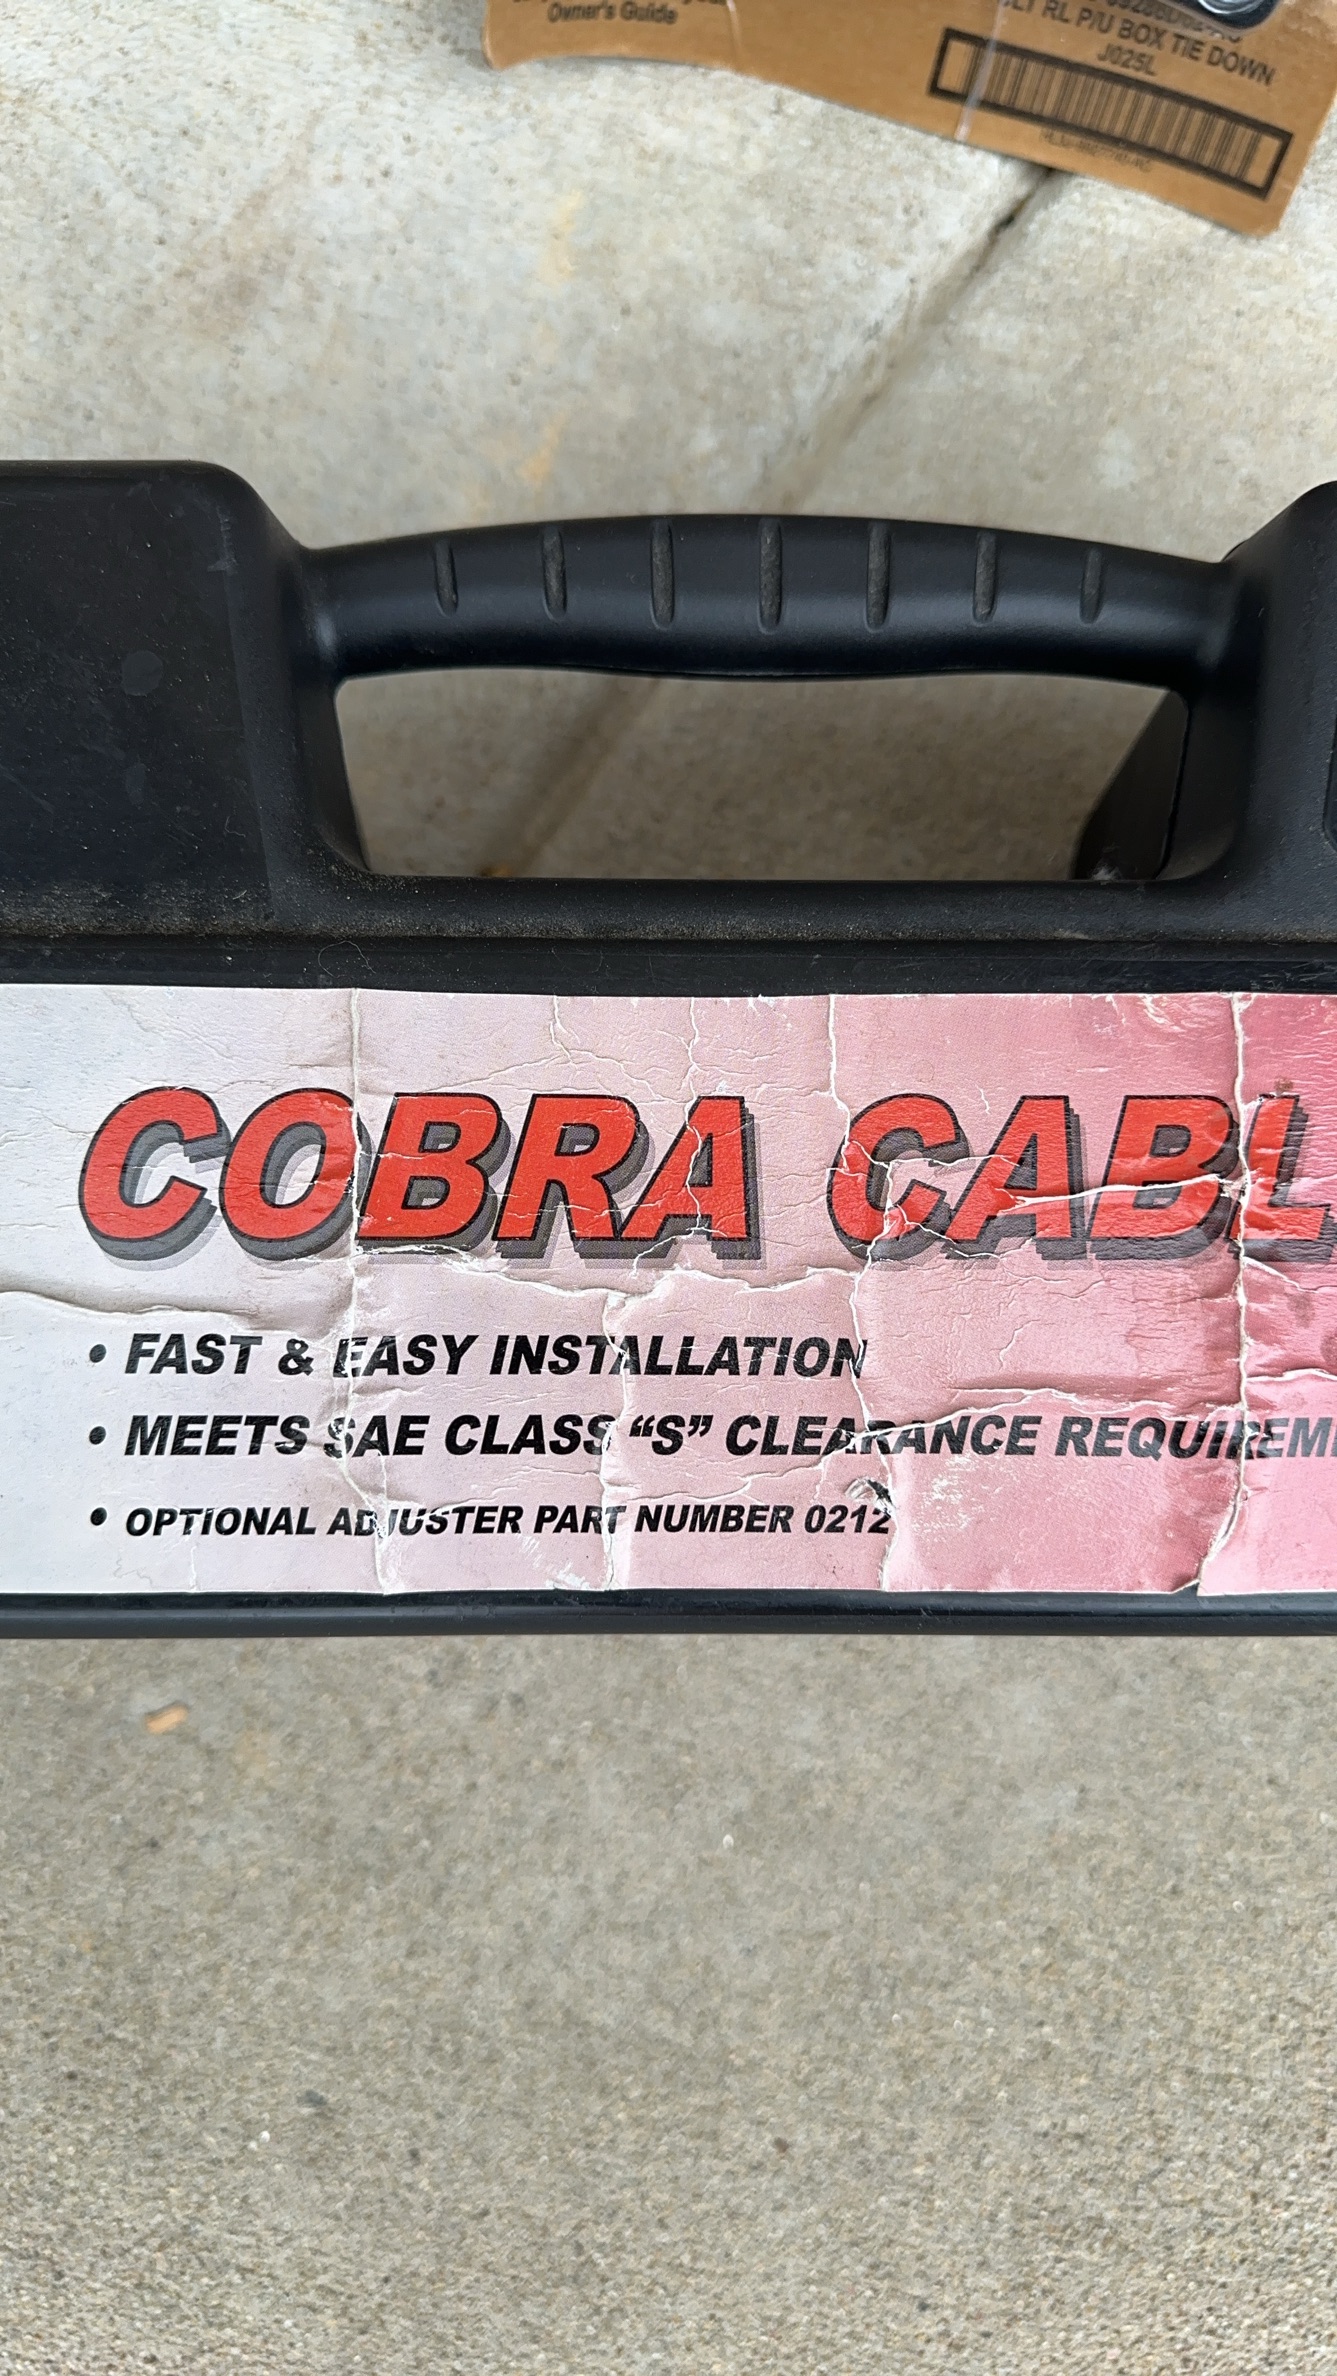 Owner's Guide
RL P/U BOX TIE DOWN
J025L
COBRA CABL
• FAST & EASY INSTALLATION
• MEETS SAE CLASS “S” CLEARANCE REQUIREM
• OPTIONAL ADJUSTER PART NUMBER 0212